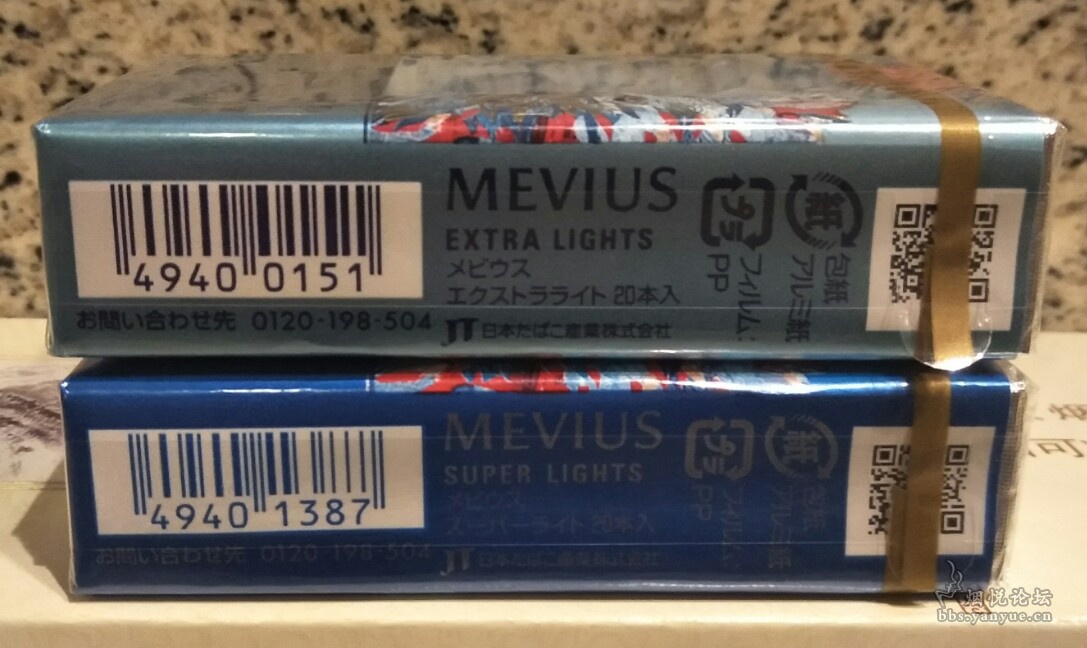 4940 0151
MEVIUS
EXTRA LIGHTS
メビウス
エクストラライト 20本入
お問い合わせ先 0120-198-504
JT 日本たばこ産業株式会社
プラ
フィルム:
PP
紙
包紙
アルミ紙
4940 1387
MEVIUS
SUPER LIGHTS
メビウス
スーパーライト 20本入
お問い合わせ先 0120-198-504
JT 日本たばこ産業株式会社
プラ
フィルム:
PP
紙
包紙
アルミ紙
可
烟悦论坛
bbs.yanyue.cn